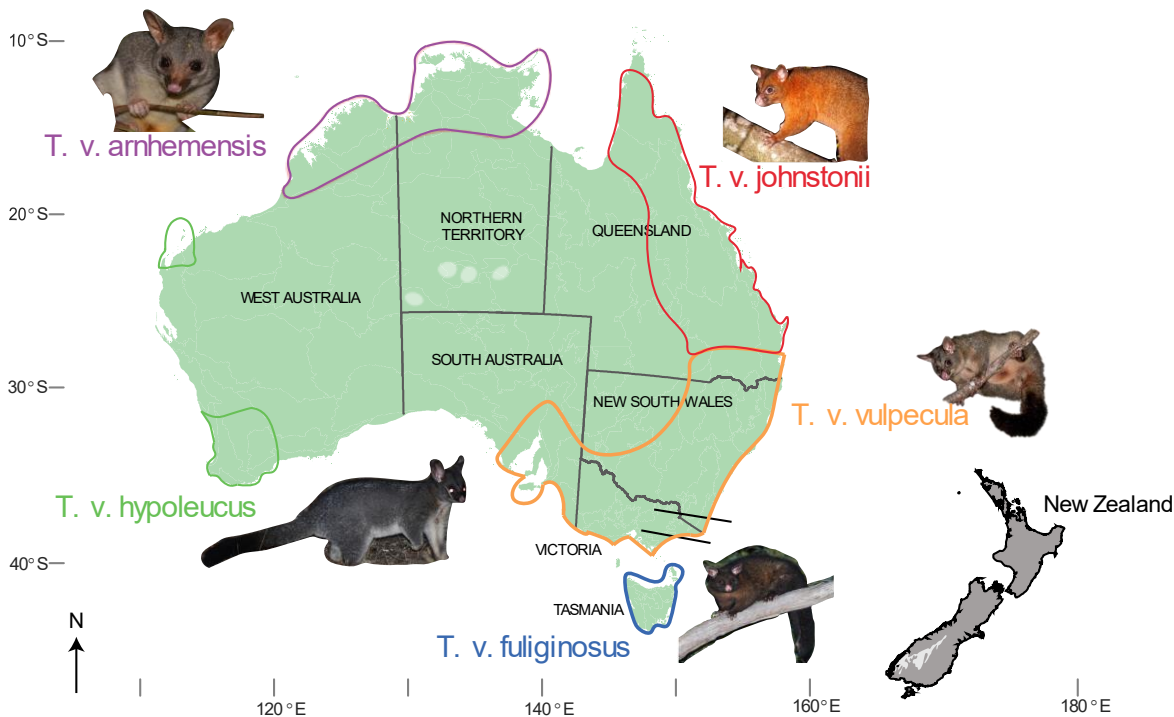 10°S
T. v. arnhemensis
T. v. johnstonii
20°S
NORTHERN
TERRITORY
QUEENSLAND
WEST AUSTRALIA
SOUTH AUSTRALIA
30°S
NEW SOUTH WALES
T. v. vulpecula
T. v. hypoleucus
New Zealand
VICTORIA
40°S
TASMANIA
N
T. v. fuliginosus
120°E
140°E
160°E
180°E